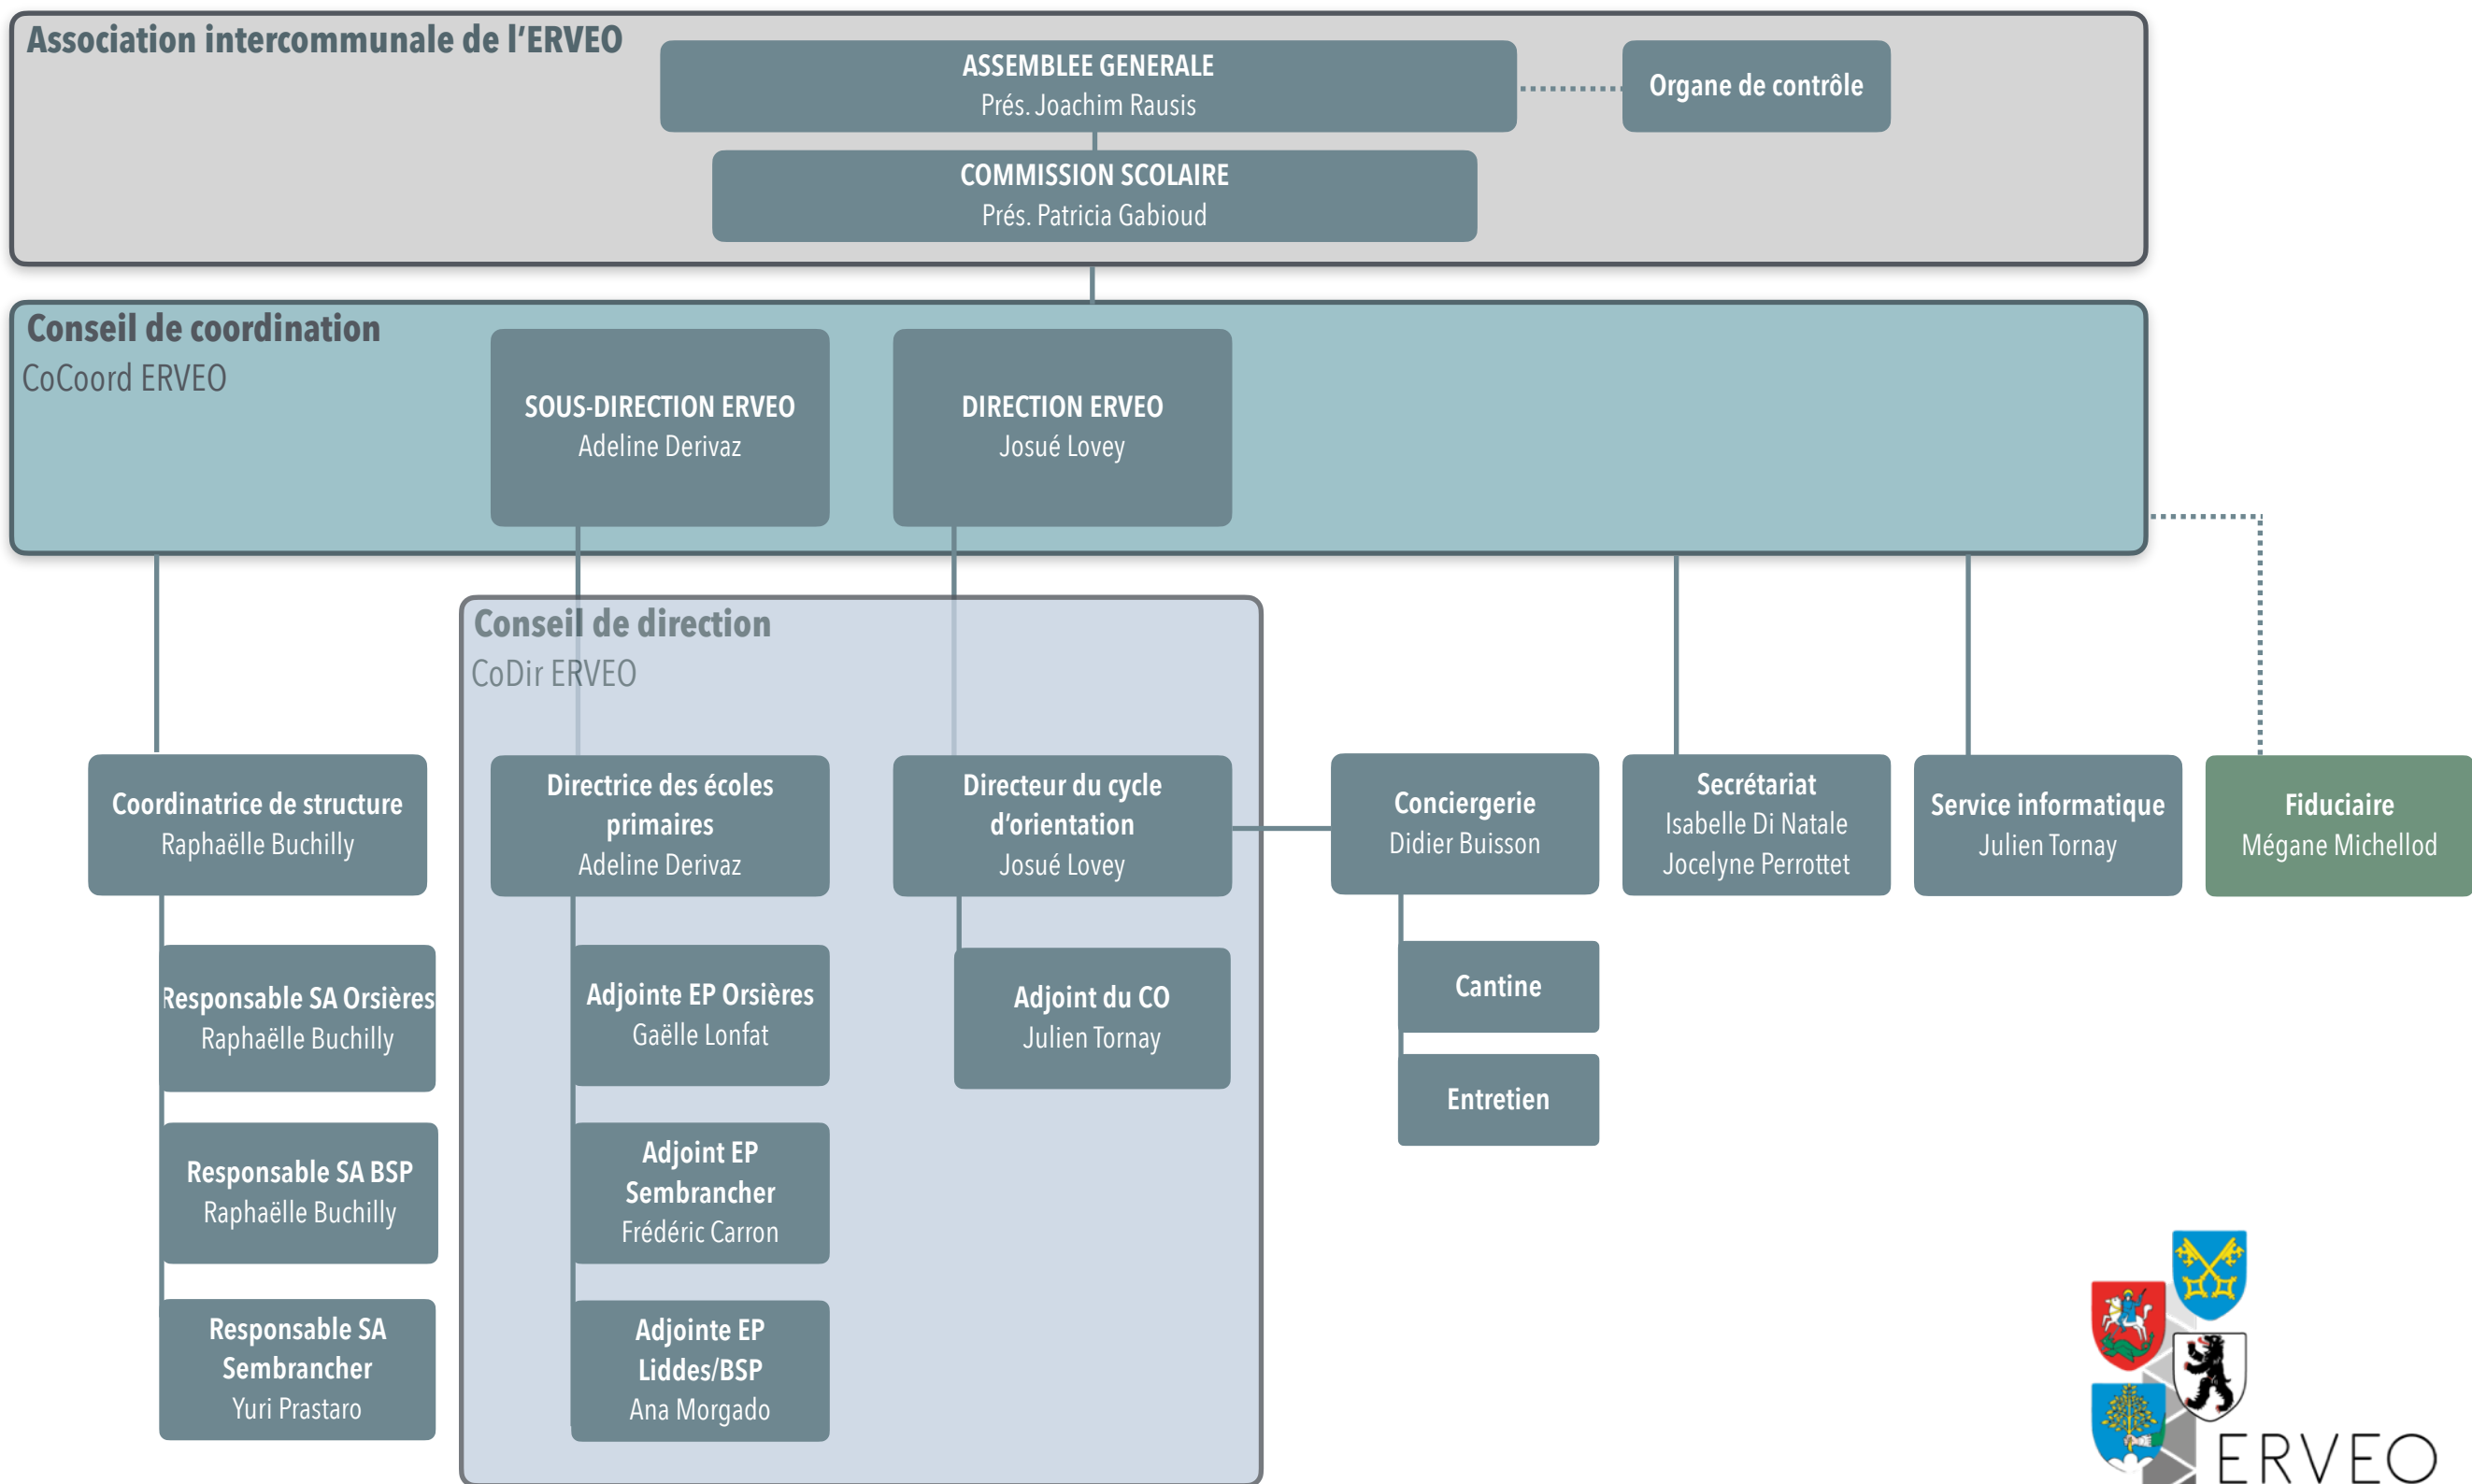 Association intercommunale de l'ERVEO
ASSEMBLEE GENERALE
Prés. Joachim Rausis
Organe de contrôle
COMMISSION SCOLAIRE
Prés. Patricia Gabioud
Conseil de coordination
CoCoord ERVEO
SOUS-DIRECTION ERVEO
Adeline Derivaz
DIRECTION ERVEO
Josué Lovey
Conseil de direction
CoDir ERVEO
Coordinatrice de structure
Raphaëlle Buchilly
Directrice des écoles
primaires
Adeline Derivaz
Directeur du cycle
d'orientation
Josué Lovey
Conciergerie
Didier Buisson
Secrétariat
Isabelle Di Natale
Jocelyne Perrottet
Service informatique
Julien Tornay
Fiduciaire
Mégane Michellod
Responsable SA Orsières
Raphaëlle Buchilly
Adjointe EP Orsières
Gaëlle Lonfat
Adjoint du CO
Julien Tornay
Cantine
Entretien
Responsable SA BSP
Raphaëlle Buchilly
Adjoint EP
Sembrancher
Frédéric Carron
Responsable SA
Sembrancher
Yuri Prastaro
Adjointe EP
Liddes/BSP
Ana Morgado
ERVEO